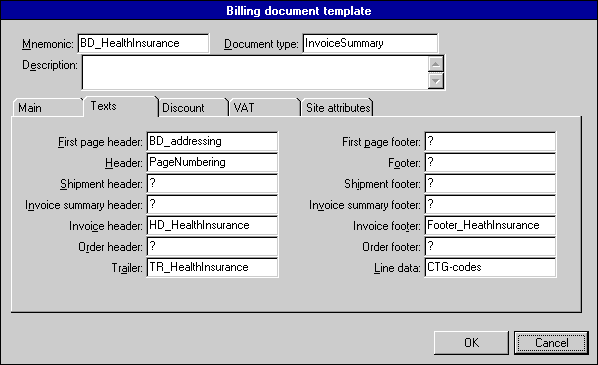 Billing document template
Mnemonic: BD_HealthInsurance Document type: InvoiceSummary
Description:
Main Texts Discount VAT Site attributes
First page header: BD_addressing First page footer: ?
Header: PageNumbering Footer: ?
Shipment header: ? Shipment footer: ?
Invoice summary header: ? Invoice summary footer: ?
Invoice header: HD_HealthInsurance Invoice footer: Footer_HeathInsurance
Order header: ? Order footer: ?
Trailer: TR_HealthInsurance Line data: CTG-codes
OK Cancel